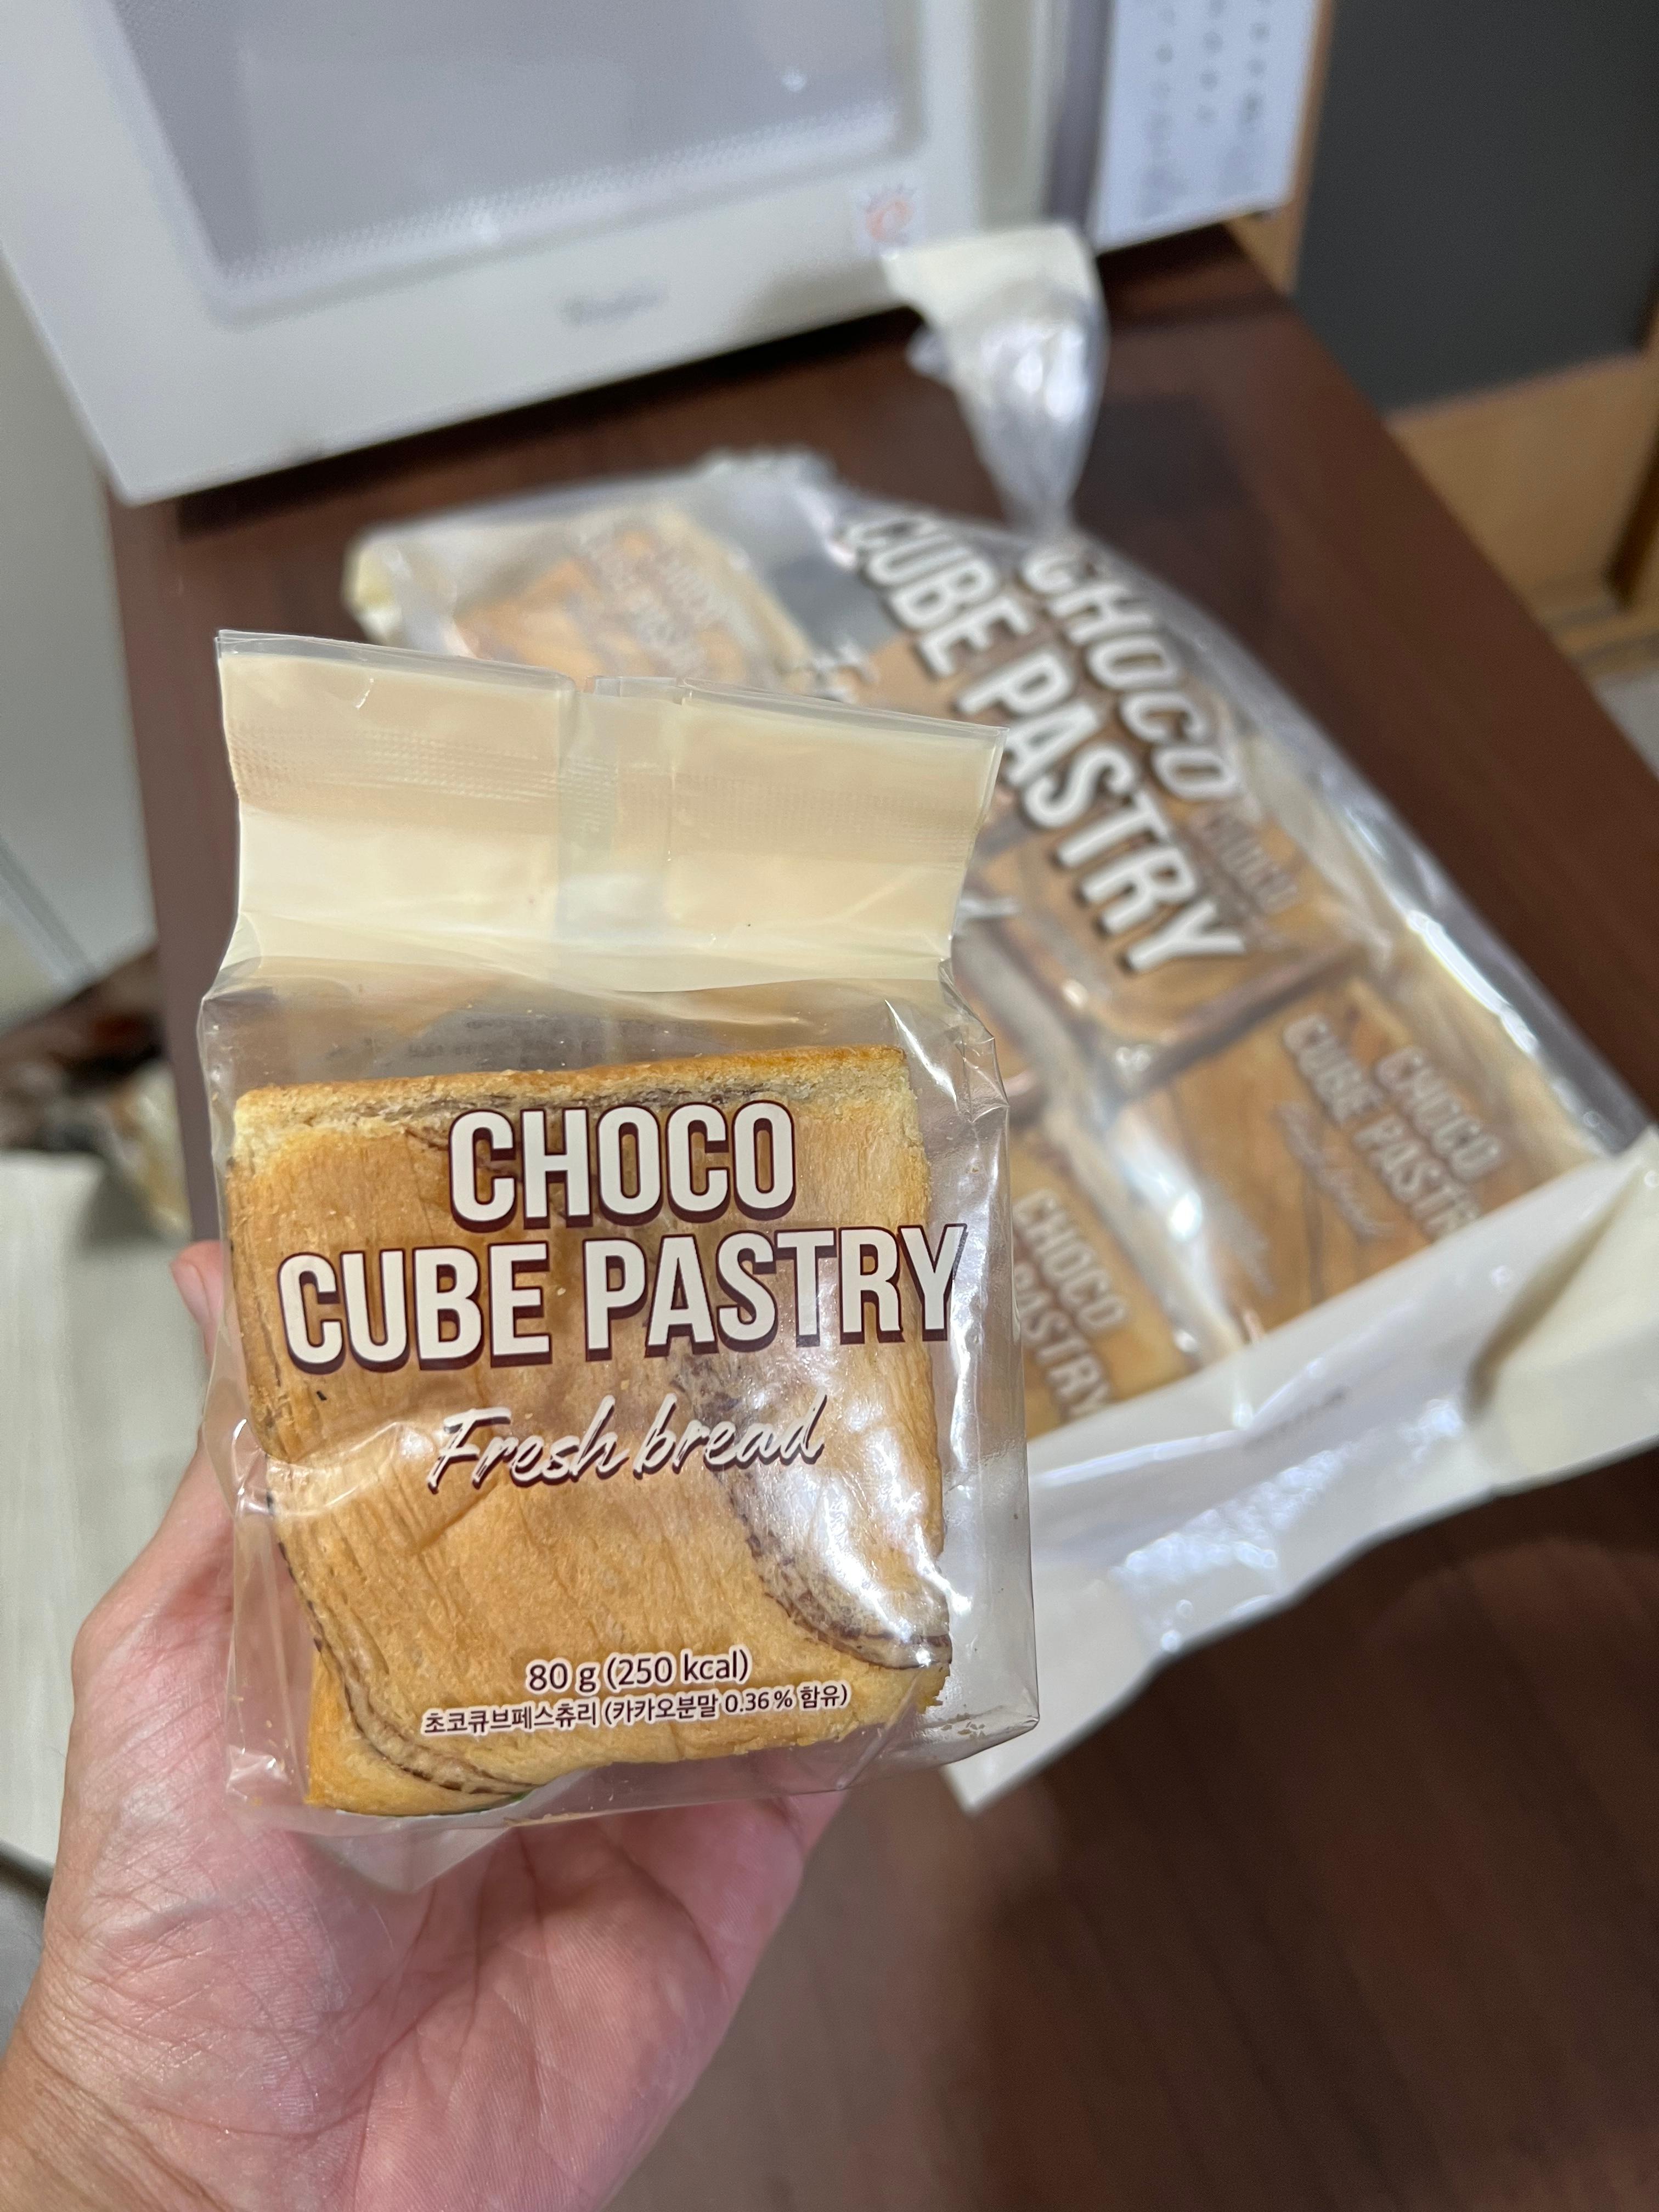 CHOCO
CUBE PASTRY
Fresh bread
80 g (250 kcal)
초코큐브페스츄리 (카카오분말 0.36% 함유)
CHOCO
CUBE PASTRY
CHOCO
CUBE PASTRY
CHOCO
PASTRY